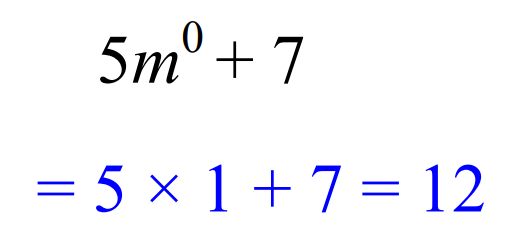 5m⁰ + 7
= 5 × 1 + 7 = 12